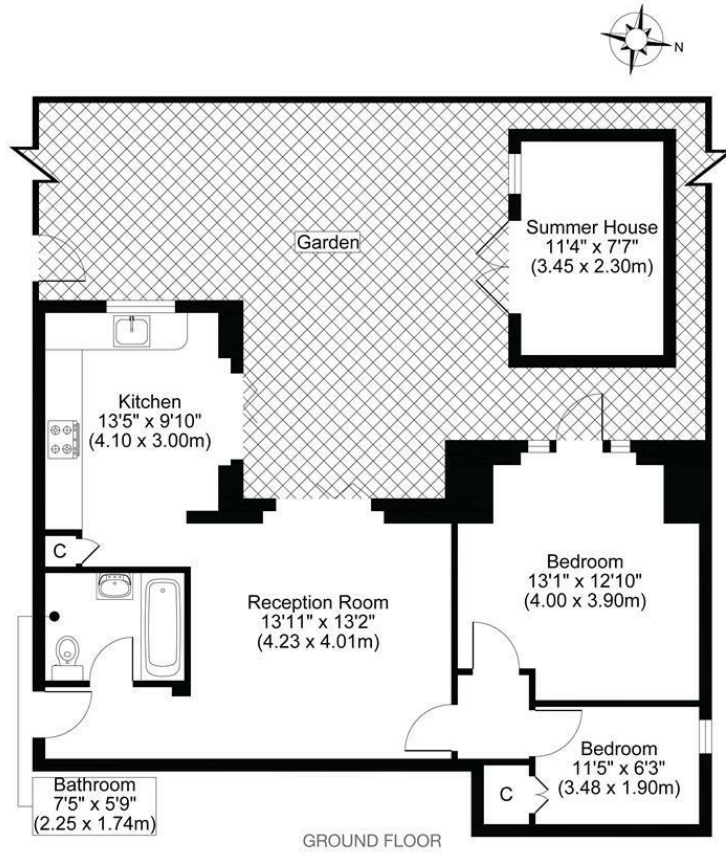 N
Garden
Summer House
11'4" x 7'7"
(3.45 x 2.30m)
Kitchen
13'5" x 9'10"
(4.10 x 3.00m)
C
Reception Room
13'11" x 13'2"
(4.23 x 4.01m)
Bedroom
13'1" x 12'10"
(4.00 x 3.90m)
Bedroom
11'5" x 6'3"
(3.48 x 1.90m)
C
Bathroom
7'5" x 5'9"
(2.25 x 1.74m)
GROUND FLOOR